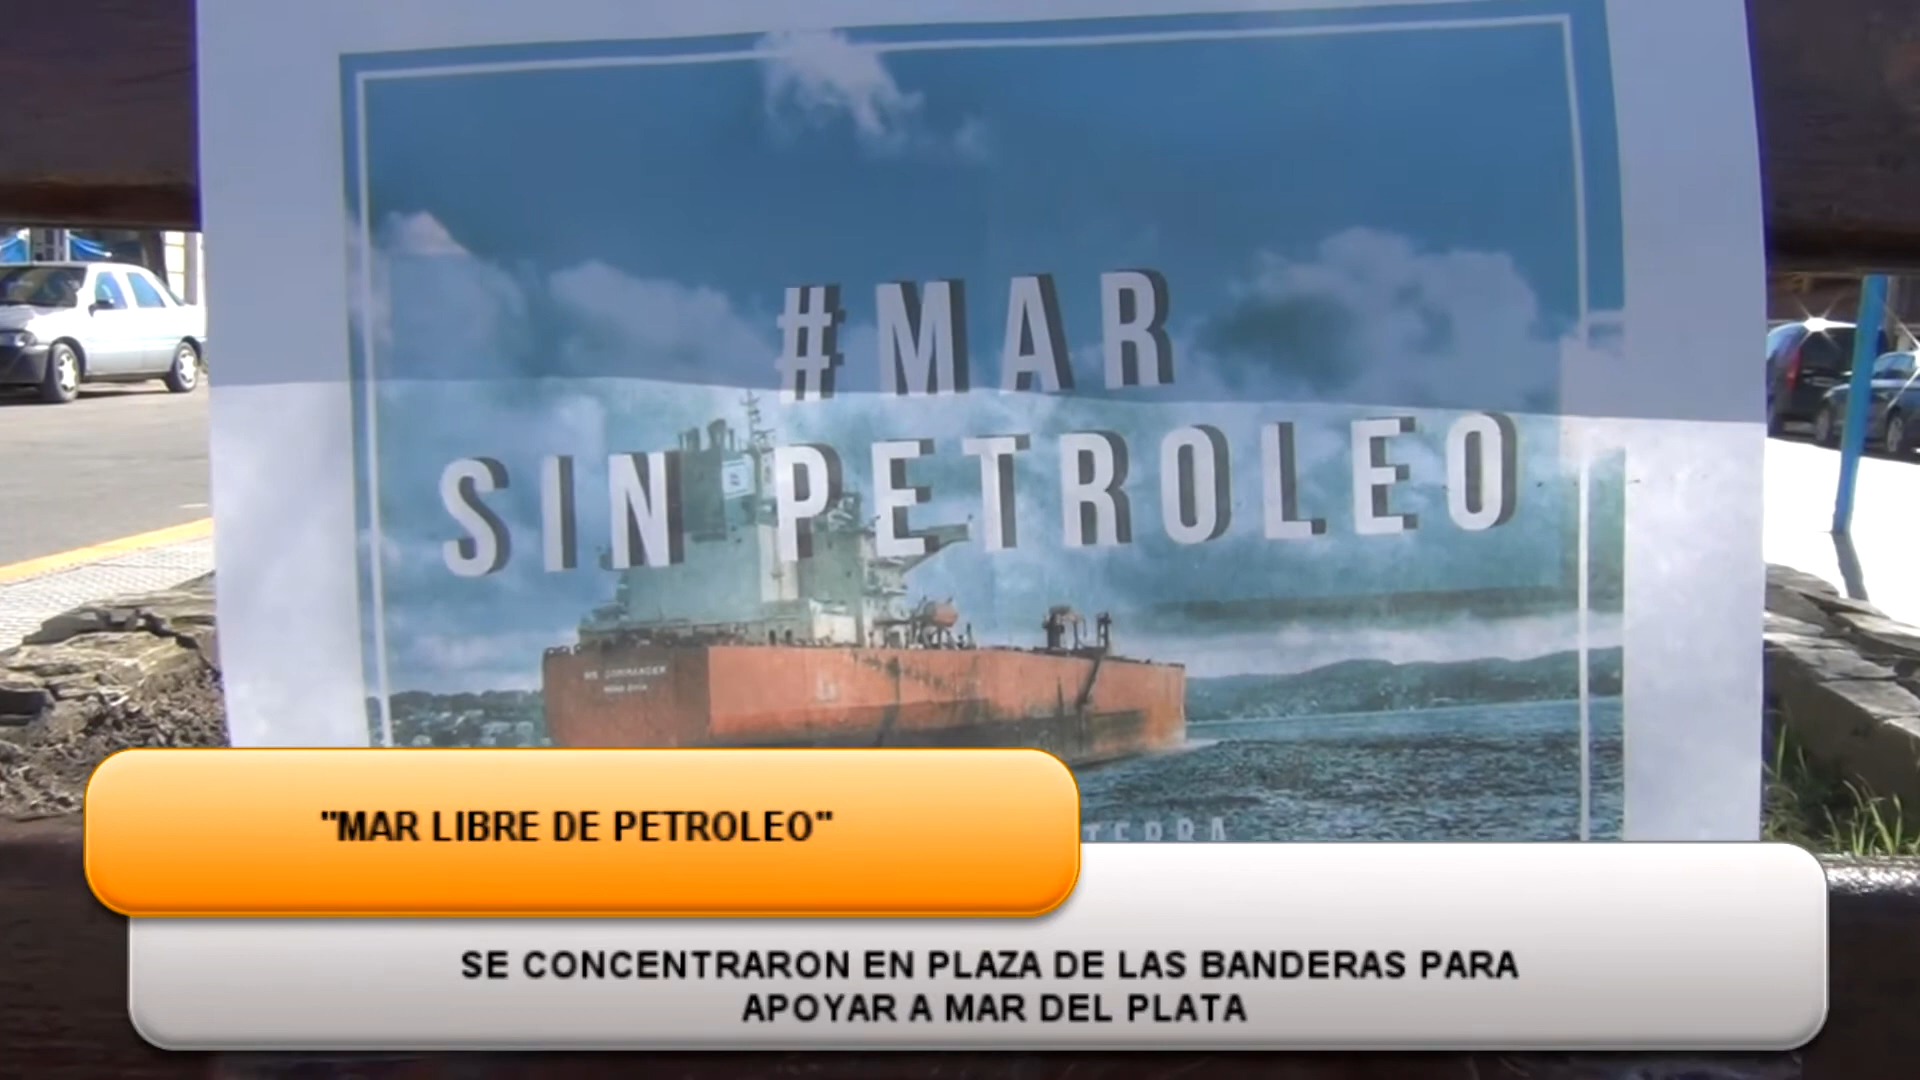 #MAR
SIN PETROLEO
"MAR LIBRE DE PETROLEO"
SE CONCENTRARON EN PLAZA DE LAS BANDERAS PARA
APOYAR A MAR DEL PLATA